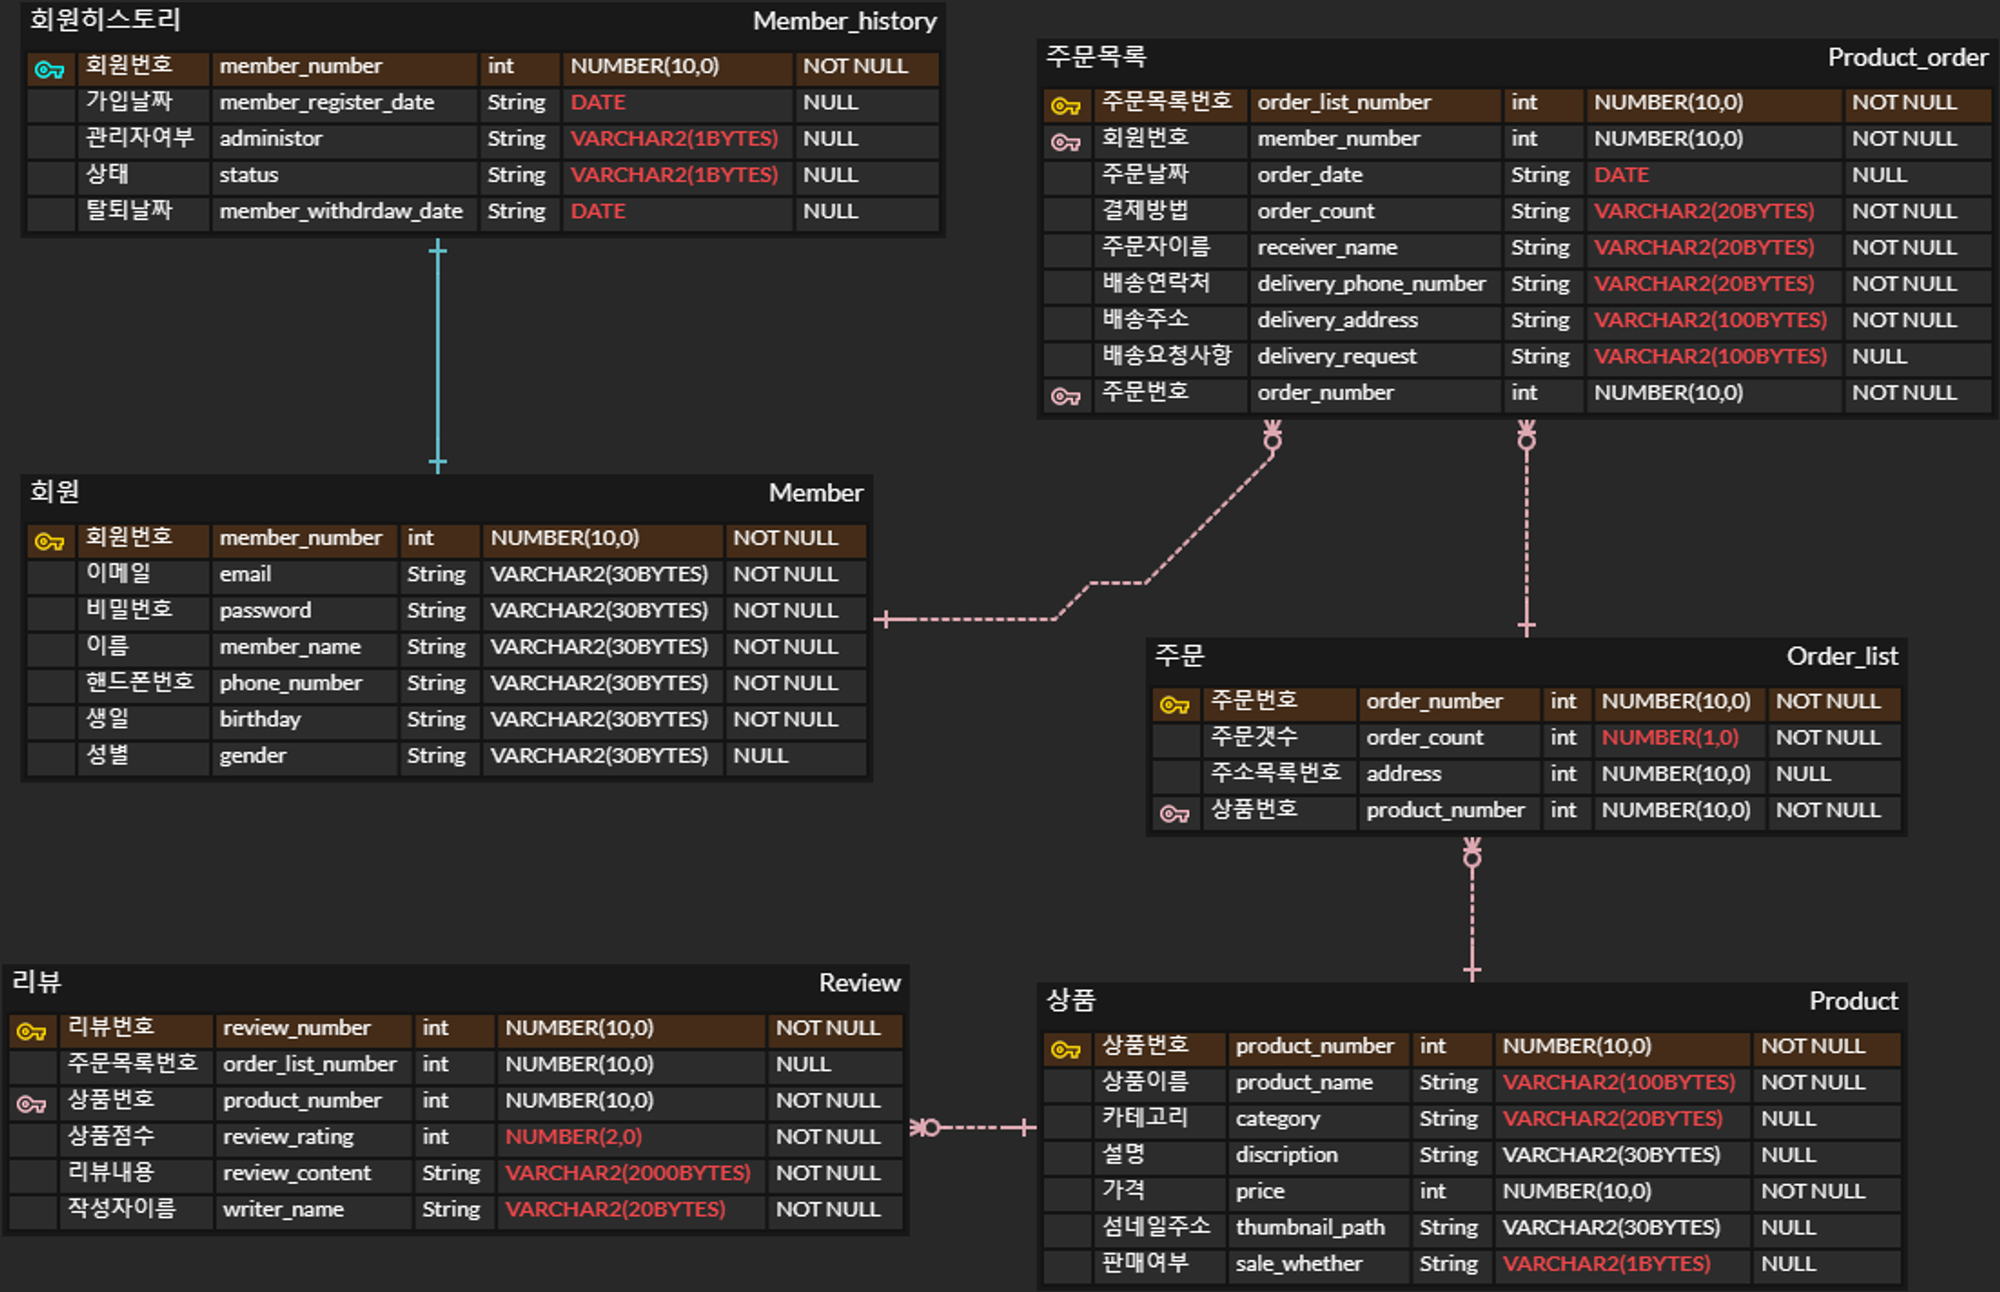 회원히스토리 Member_history
회원번호 member_number int NUMBER(10,0) NOT NULL
가입날짜 member_register_date String DATE NULL
관리자여부 administor String VARCHAR2(1BYTES) NULL
상태 status String VARCHAR2(1BYTES) NULL
탈퇴날짜 member_withdrdaw_date String DATE NULL
주문목록 Product_order
주문목록번호 order_list_number int NUMBER(10,0) NOT NULL
회원번호 member_number int NUMBER(10,0) NOT NULL
주문날짜 order_date String DATE NULL
결제방법 order_count String VARCHAR2(20BYTES) NOT NULL
주문자이름 receiver_name String VARCHAR2(20BYTES) NOT NULL
배송연락처 delivery_phone_number String VARCHAR2(20BYTES) NOT NULL
배송주소 delivery_address String VARCHAR2(100BYTES) NOT NULL
배송요청사항 delivery_request String VARCHAR2(100BYTES) NULL
주문번호 order_number int NUMBER(10,0) NOT NULL
회원 Member
회원번호 member_number int NUMBER(10,0) NOT NULL
이메일 email String VARCHAR2(30BYTES) NOT NULL
비밀번호 password String VARCHAR2(30BYTES) NOT NULL
이름 member_name String VARCHAR2(30BYTES) NOT NULL
핸드폰번호 phone_number String VARCHAR2(30BYTES) NOT NULL
생일 birthday String VARCHAR2(30BYTES) NOT NULL
성별 gender String VARCHAR2(30BYTES) NULL
주문 Order_list
주문번호 order_number int NUMBER(10,0) NOT NULL
주문갯수 order_count int NUMBER(1,0) NOT NULL
주소목록번호 address int NUMBER(10,0) NULL
상품번호 product_number int NUMBER(10,0) NOT NULL
리뷰 Review
리뷰번호 review_number int NUMBER(10,0) NOT NULL
주문목록번호 order_list_number int NUMBER(10,0) NULL
상품번호 product_number int NUMBER(10,0) NOT NULL
상품점수 review_rating int NUMBER(2,0) NOT NULL
리뷰내용 review_content String VARCHAR2(2000BYTES) NOT NULL
작성자이름 writer_name String VARCHAR2(20BYTES) NOT NULL
상품 Product
상품번호 product_number int NUMBER(10,0) NOT NULL
상품이름 product_name String VARCHAR2(100BYTES) NOT NULL
카테고리 category String VARCHAR2(20BYTES) NULL
설명 discription String VARCHAR2(30BYTES) NULL
가격 price int NUMBER(10,0) NOT NULL
섬네일주소 thumbnail_path String VARCHAR2(30BYTES) NULL
판매여부 sale_whether String VARCHAR2(1BYTES) NULL